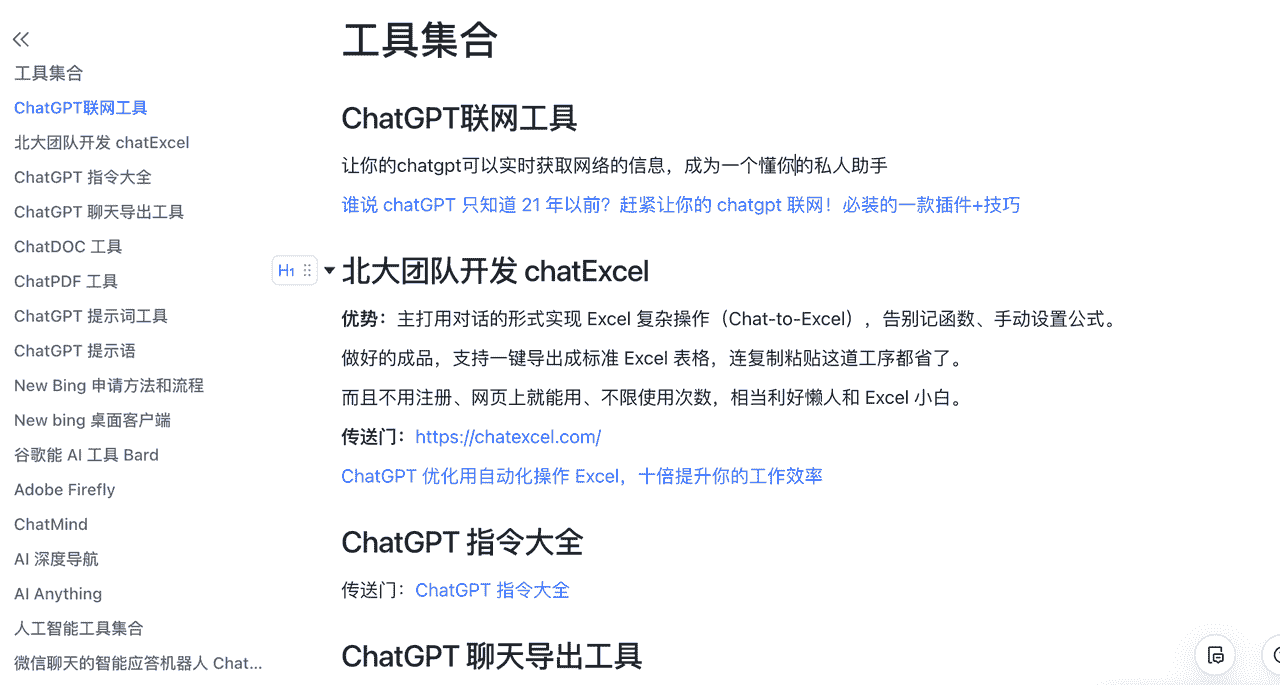 工具集合
ChatGPT联网工具
北大团队开发 chatExcel
ChatGPT 指令大全
ChatGPT 聊天导出工具
ChatDOC 工具
ChatPDF 工具
ChatGPT 提示词工具
ChatGPT 提示语
New Bing 申请方法和流程
New bing 桌面客户端
谷歌能 AI 工具 Bard
Adobe Firefly
ChatMind
AI 深度导航
AI Anything
人工智能工具集合
微信聊天的智能应答机器人 Chat...
工具集合
ChatGPT联网工具
让你的chatgpt可以实时获取网络的信息，成为一个懂你的私人助手
谁说 chatGPT 只知道 21 年以前？赶紧让你的 chatgpt 联网！必装的一款插件+技巧
H1
北大团队开发 chatExcel
优势：主打用对话的形式实现 Excel 复杂操作（Chat-to-Excel），告别记函数、手动设置公式。
做好的成品，支持一键导出成标准 Excel 表格，连复制粘贴这道工序都省了。
而且不用注册、网页上就能用、不限使用次数，相当利好懒人和 Excel 小白。
传送门：https://chatexcel.com/
ChatGPT 优化用自动化操作 Excel，十倍提升你的工作效率
ChatGPT 指令大全
传送门：ChatGPT 指令大全
ChatGPT 聊天导出工具